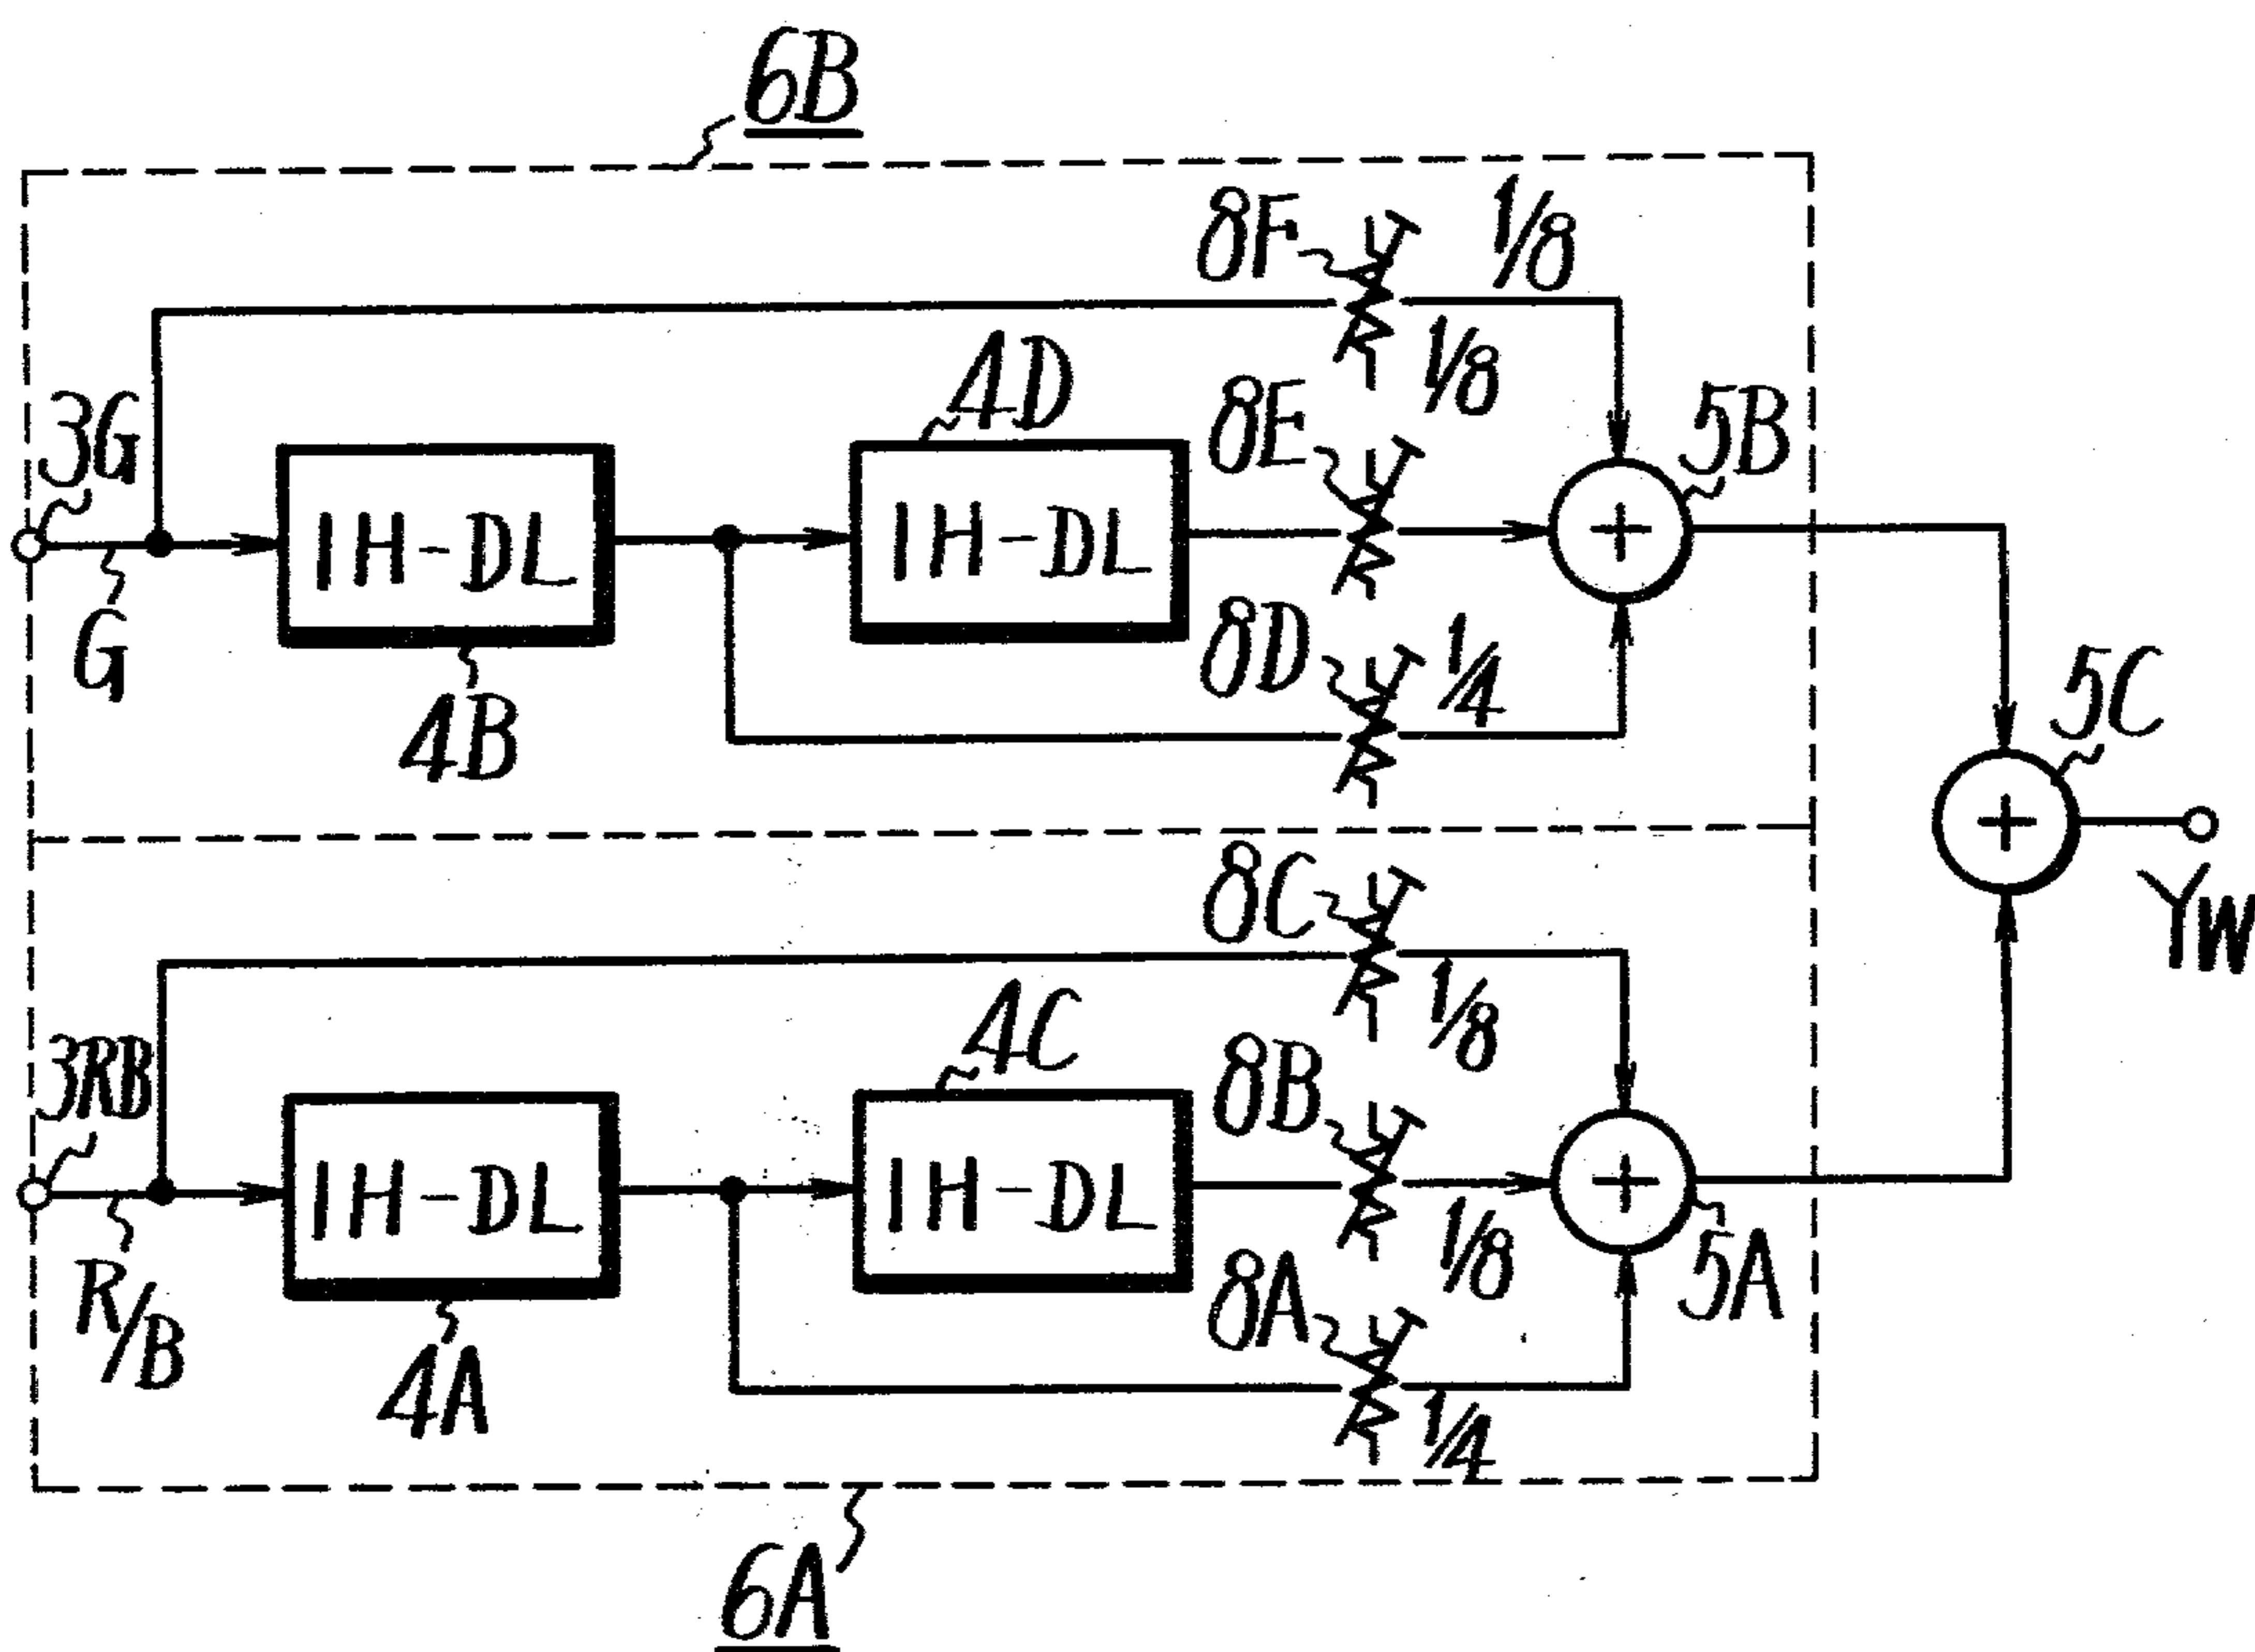 6B
8F
1/8
1/8
4D
3G
8E
5B
1H-DL
1H-DL
G
8D
1/4
4B
5C
8C
YW
1/8
4C
3RB
8B
1H-DL
1H-DL
1/8
R/B
8A
5A
4A
1/4
6A